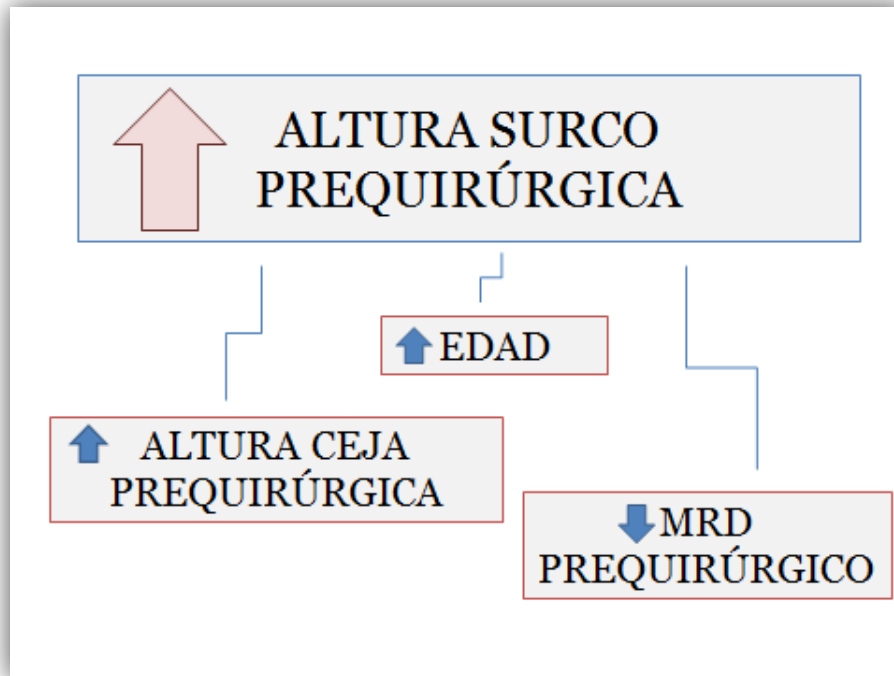 ALTURA SURCO
PREQUIRÚRGICA
EDAD
ALTURA CEJA
PREQUIRÚRGICA
MRD
PREQUIRÚRGICO